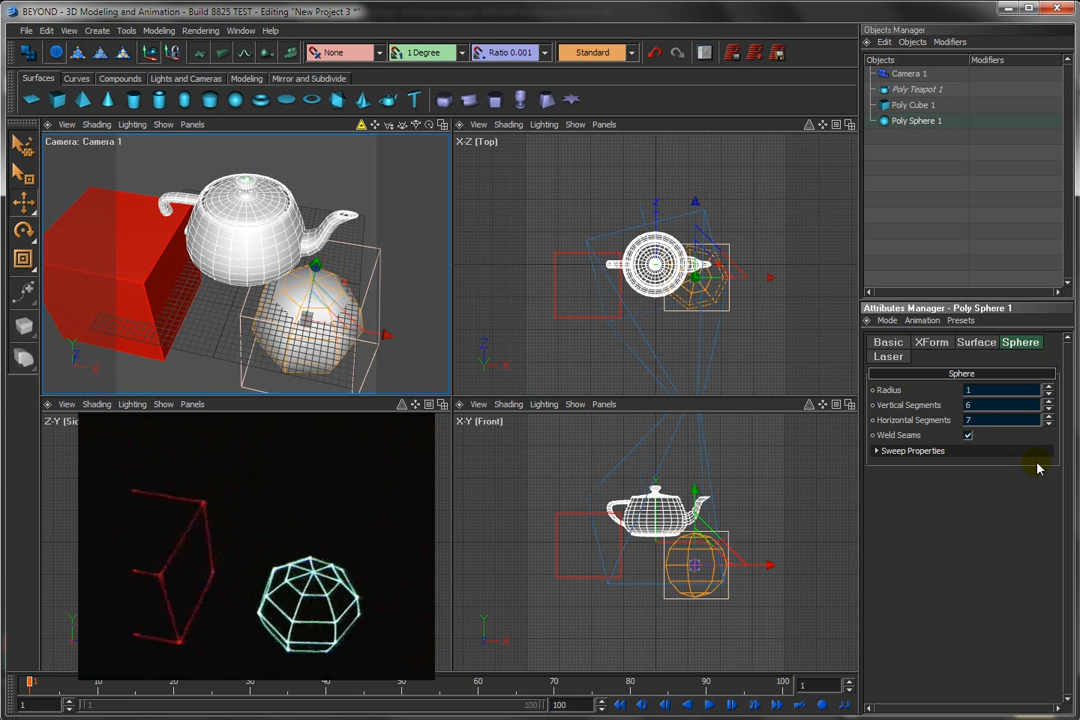 BEYOND - 3D Modeling and Animation - Build 8825 TEST - Editing "New Project 3 *"
File Edit View Create Tools Modeling Rendering Window Help
None 1 Degree Ratio 0.001 Standard
Surfaces Curves Compounds Lights and Cameras Modeling Mirror and Subdivide
View Shading Lighting Show Panels
Camera: Camera 1
View Shading Lighting Show Panels
X-Z (Top)
Z
Z
X
Y
Z
X
View Shading Lighting Show Panels
Z-Y (Si
View Shading Lighting Show Panels
X-Y (Front)
Y
Y
X
Objects Manager
Edit Objects Modifiers
Objects Modifiers
Camera 1
Poly Teapot 1
Poly Cube 1
Poly Sphere 1
Attributes Manager - Poly Sphere 1
Mode Animation Presets
Basic XForm Surface Sphere
Laser
Sphere
Radius 1
Vertical Segments 6
Horizontal Segments 7
Weld Seams
Sweep Properties
1 10 20 30 40 50 60 70 80 90 100
1
1 1 100 100